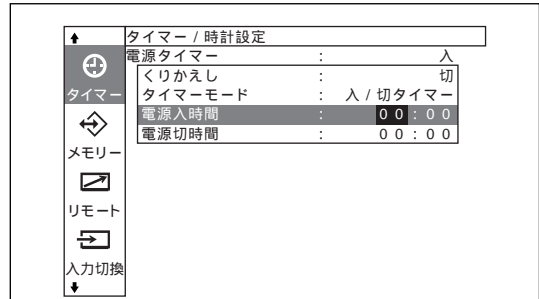 タイマー / 時計設定
電源タイマー : 入
くりかえし : 切
タイマーモード : 入 / 切タイマー
電源入時間 : 00:00
電源切時間 : 00:00
タイマー
メモリー
リモート
入力切換